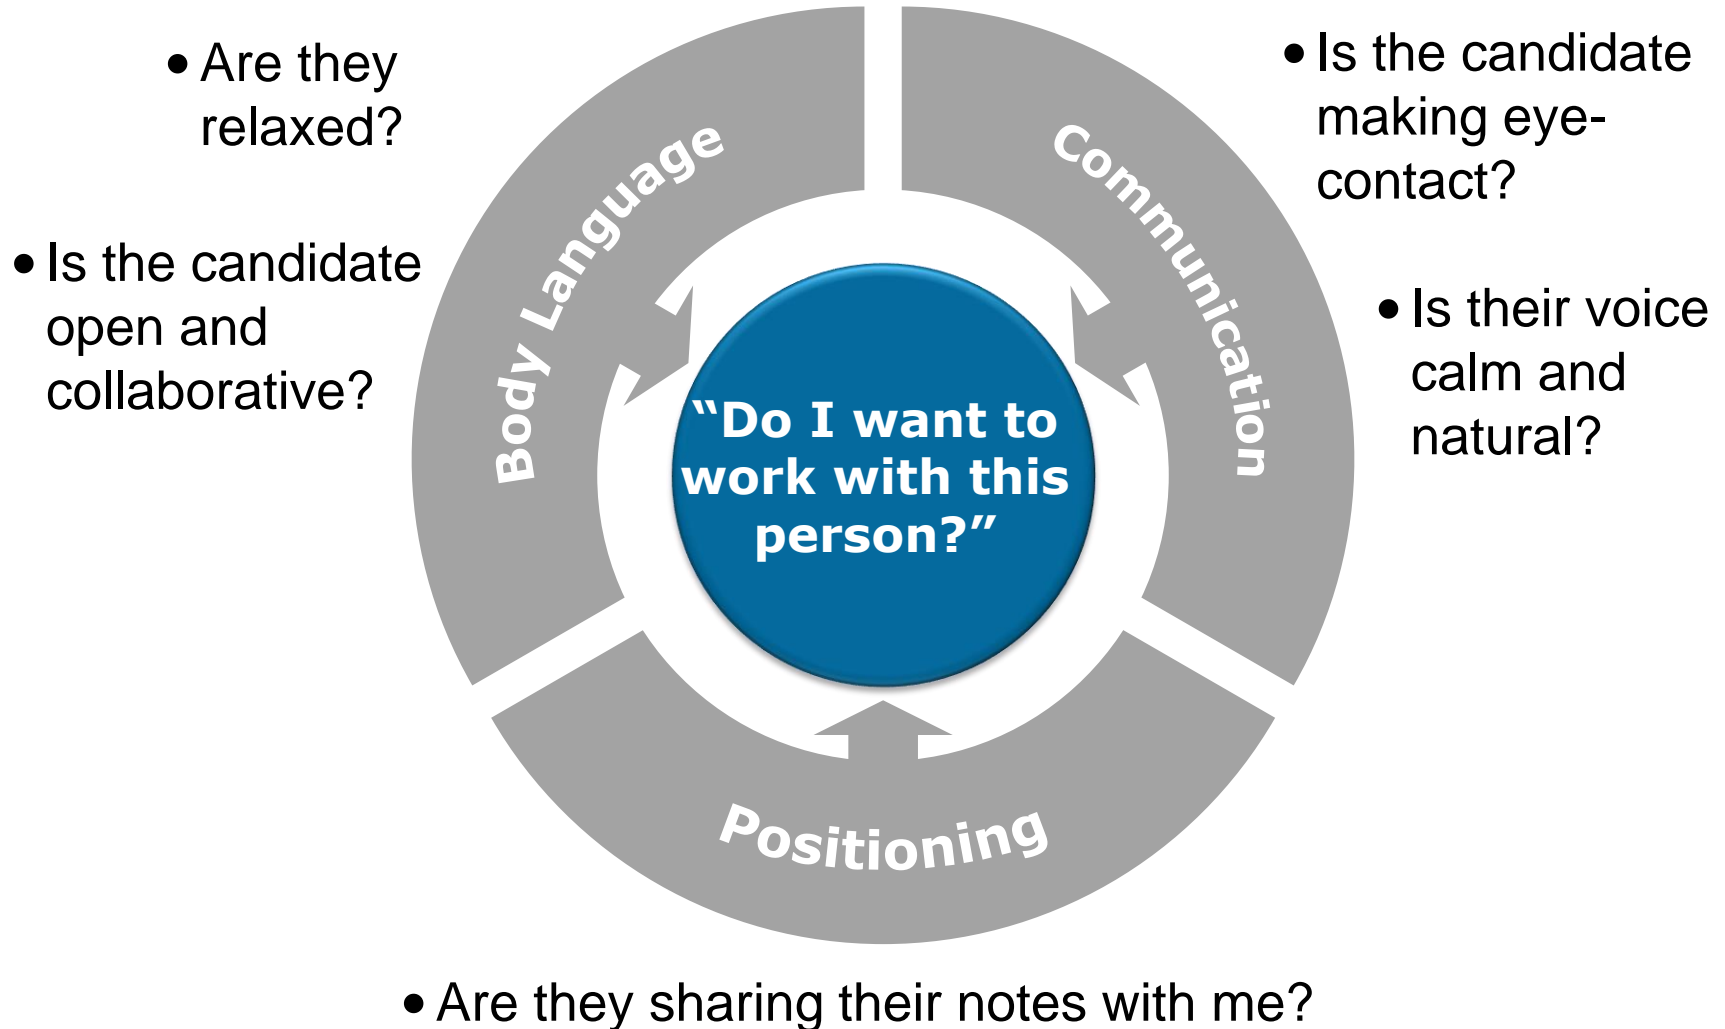 • Are they
relaxed?
• Is the candidate
open and
collaborative?
Body Language
Communication
• Is the candidate
making eye-
contact?
• Is their voice
calm and
natural?
“Do I want to
work with this
person?”
Positioning
• Are they sharing their notes with me?